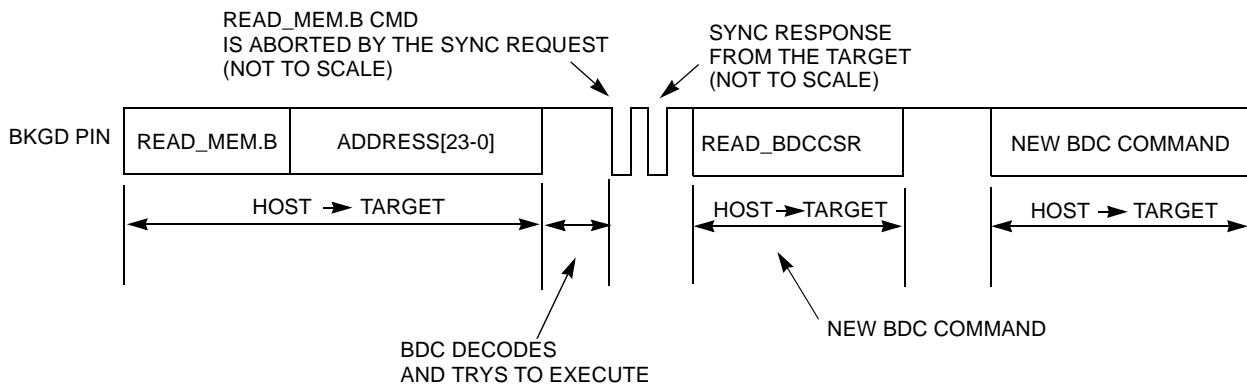 READ_MEM.B CMD
IS ABORTED BY THE SYNC REQUEST
(NOT TO SCALE)
SYNC RESPONSE
FROM THE TARGET
(NOT TO SCALE)
BKGD PIN
READ_MEM.B
ADDRESS[23-0]
READ_BDCCSR
NEW BDC COMMAND
HOST TARGET
HOST TARGET
HOST TARGET
NEW BDC COMMAND
BDC DECODES
AND TRYS TO EXECUTE